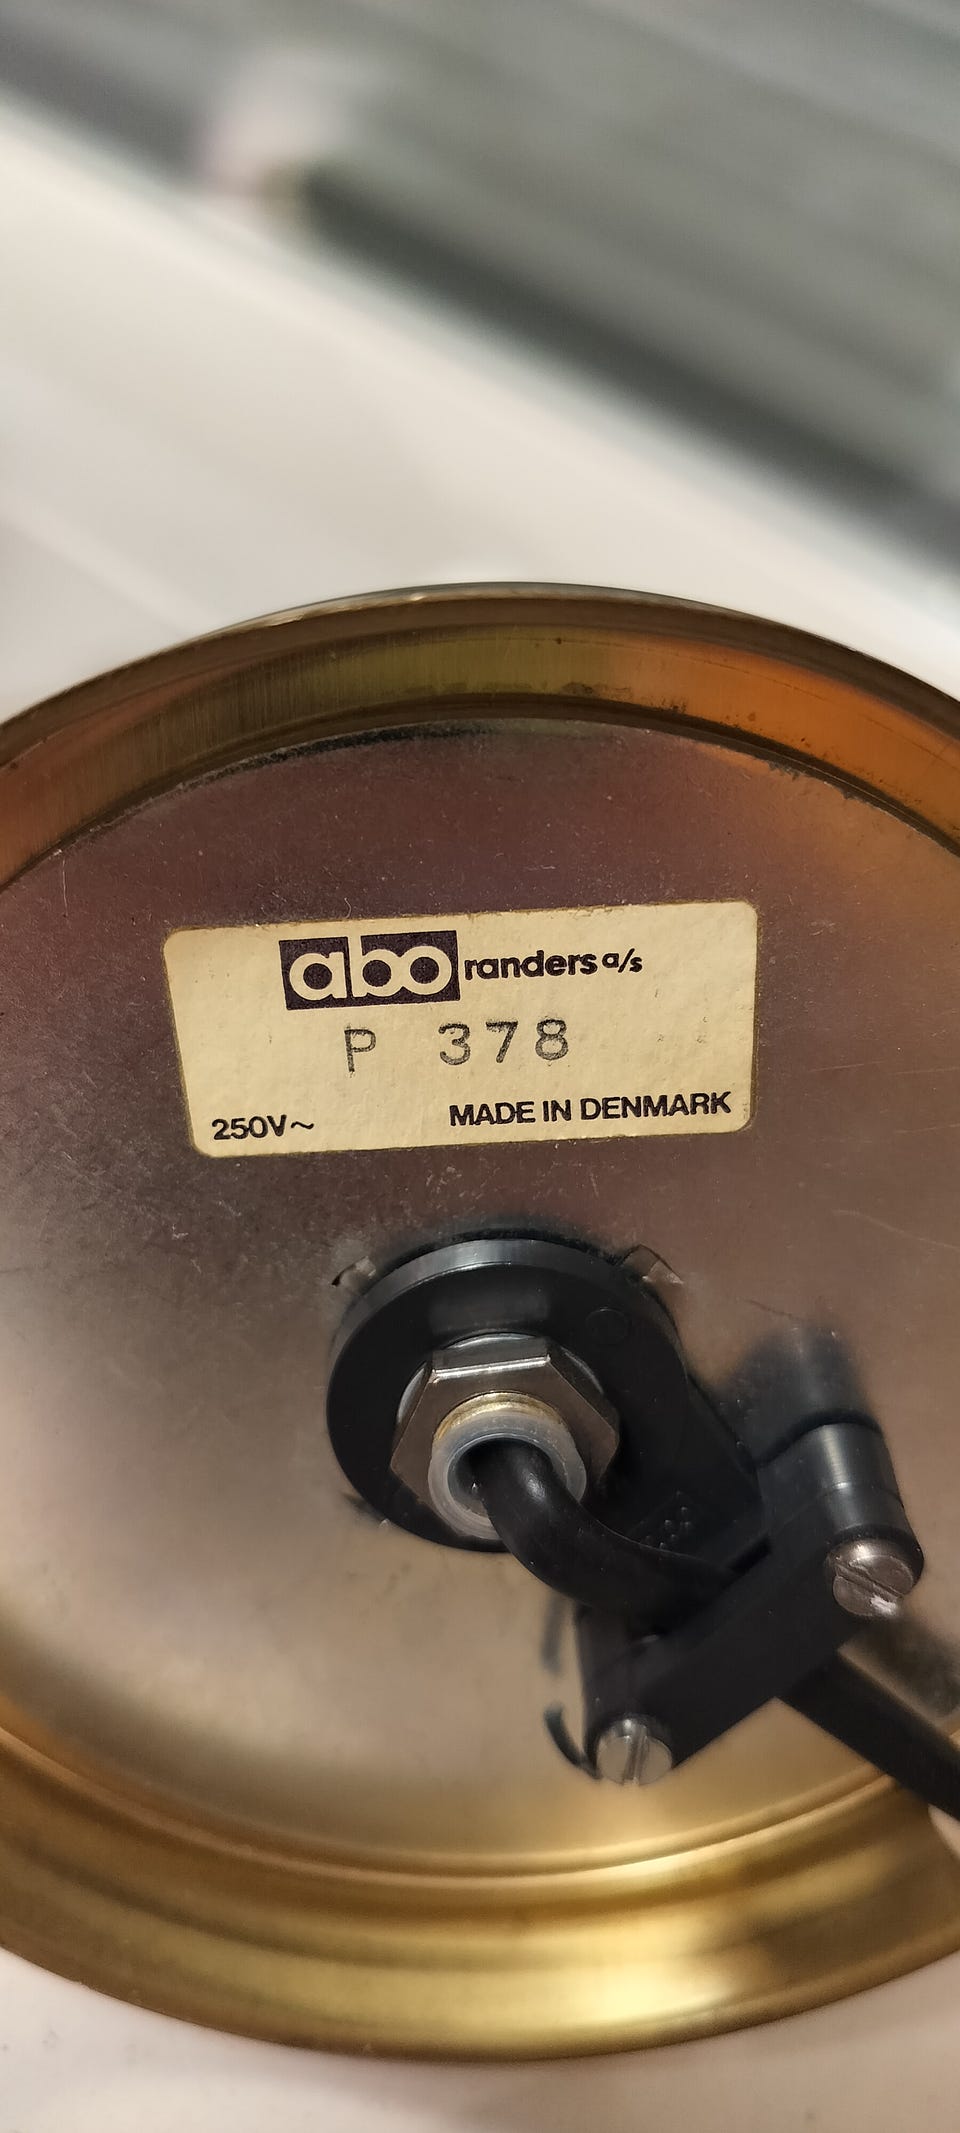 abo randers a/s
P 378
250V~ MADE IN DENMARK